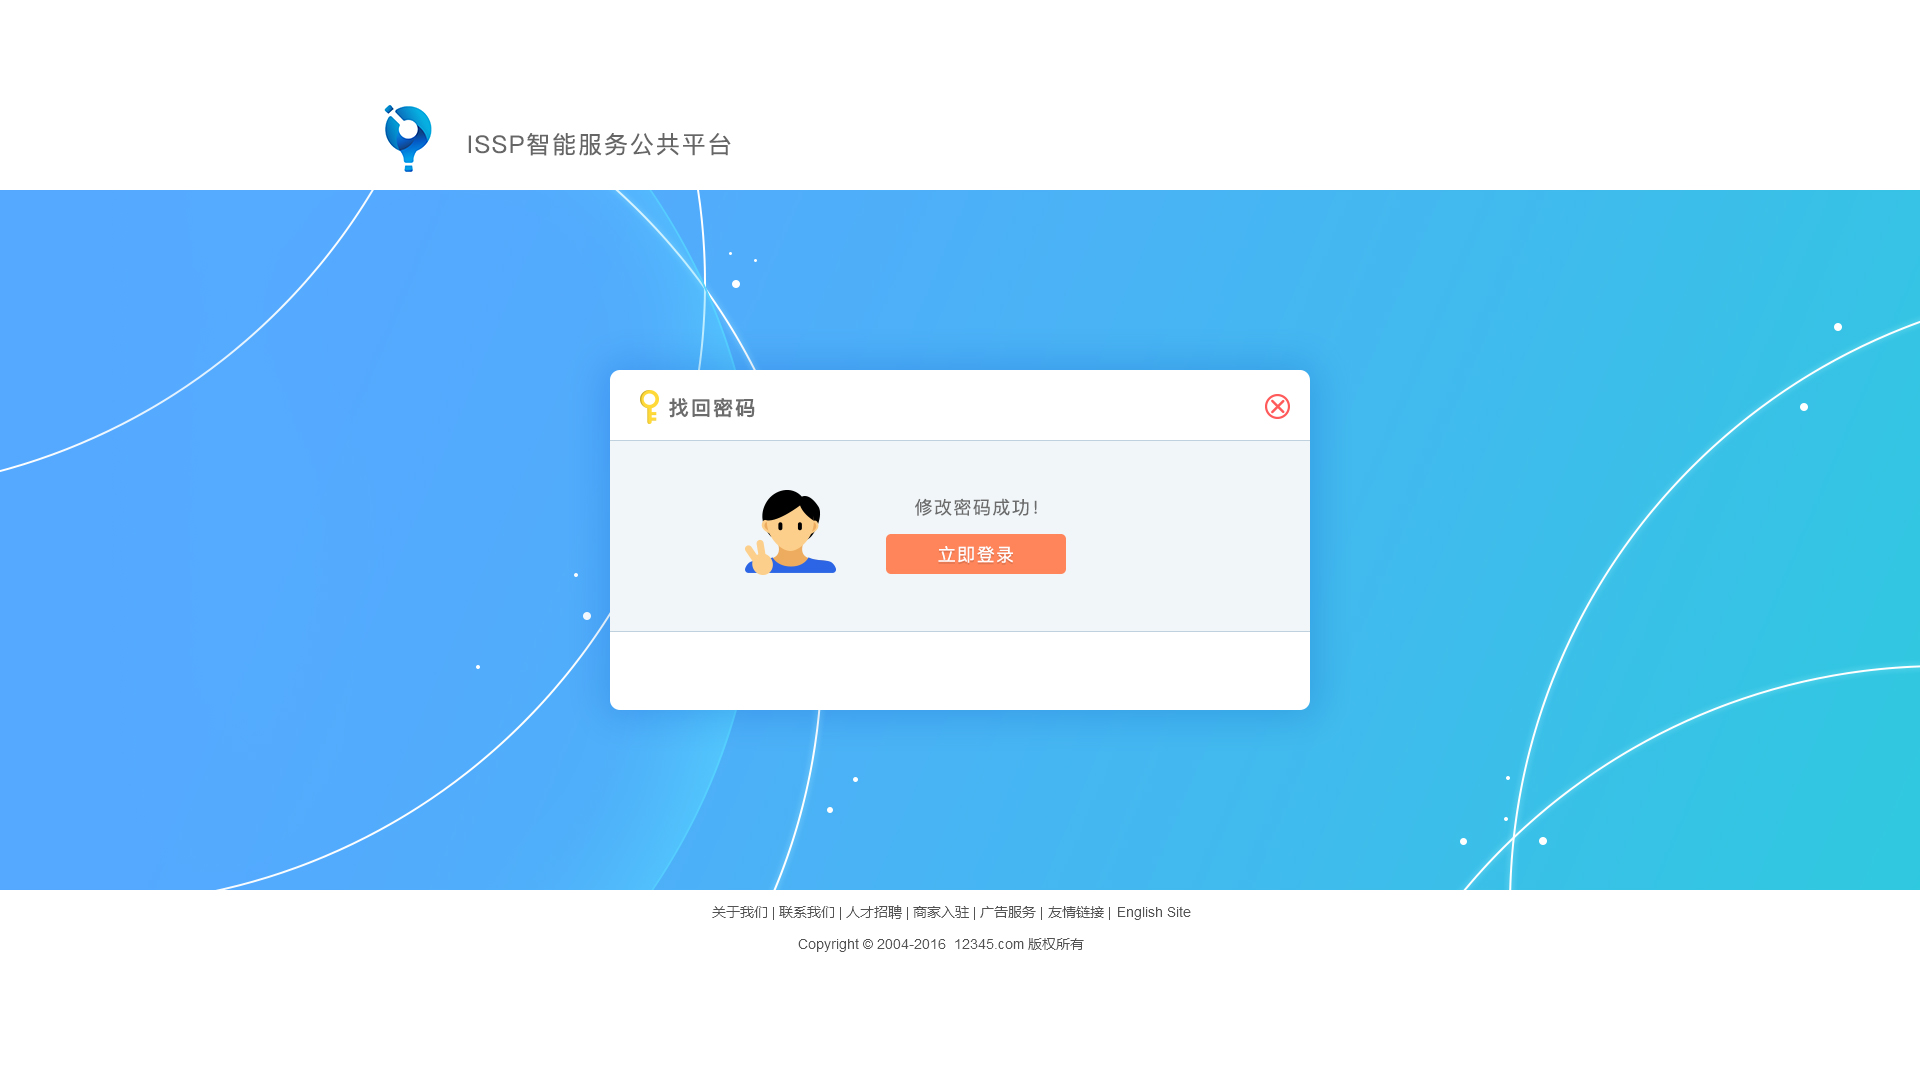 ISSP智能服务公共平台
找回密码
修改密码成功！
立即登录
关于我们 | 联系我们 | 人才招聘 | 商家入驻 | 广告服务 | 友情链接 | English Site
Copyright © 2004-2016  12345.com 版权所有